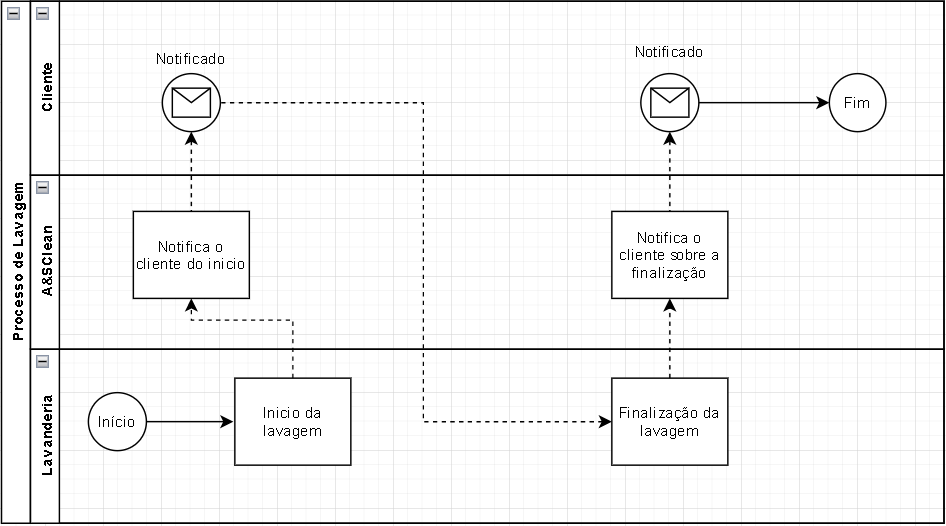 Processo de Lavagem
Cliente
Notificado
Notificado
Fim
A&SClean
Notifica o
cliente do inicio
Notifica o
cliente sobre a
finalização
Lavanderia
Início
Inicio da
lavagem
Finalização da
lavagem